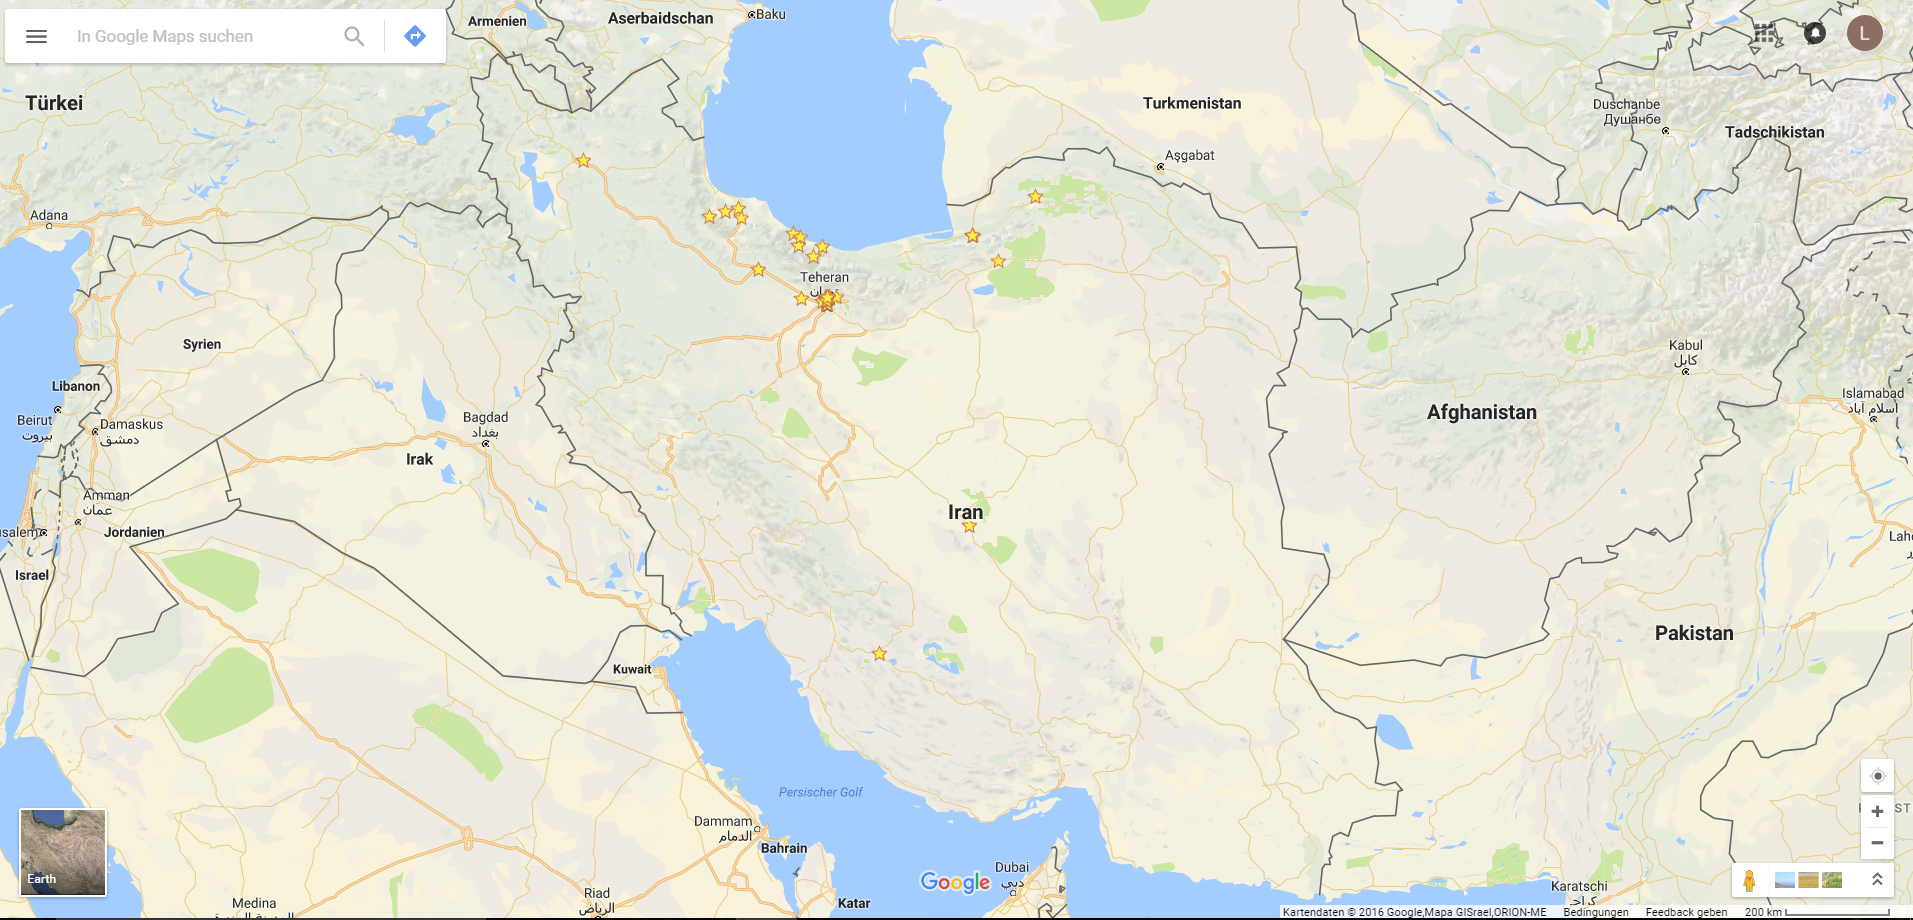 In Google Maps suchen
Armenien
Aserbaidschan
Baku
L
Türkei
Turkmenistan
Duschanbe
Душанбе
Tadschikistan
Aşgabat
Adana
Teheran
Syrien
Kabul
کابل
Libanon
Islamabad
اسلام آباد
Beirut
بيروت
Damaskus
دمشق
Bagdad
بغداد
Afghanistan
Irak
Amman
عمان
Jordanien
Iran
usalem
Laho
Israel
Pakistan
Kuwait
Persischer Golf
Dammam
الدمام
Bahrain
Dubai
دبي
Earth
Google
Riad
الرياض
Medina
Katar
Karatschi
کراچی
Kartendaten © 2016 Google,Mapa GISrael,ORION-ME
Bedingungen
Feedback geben
200 km